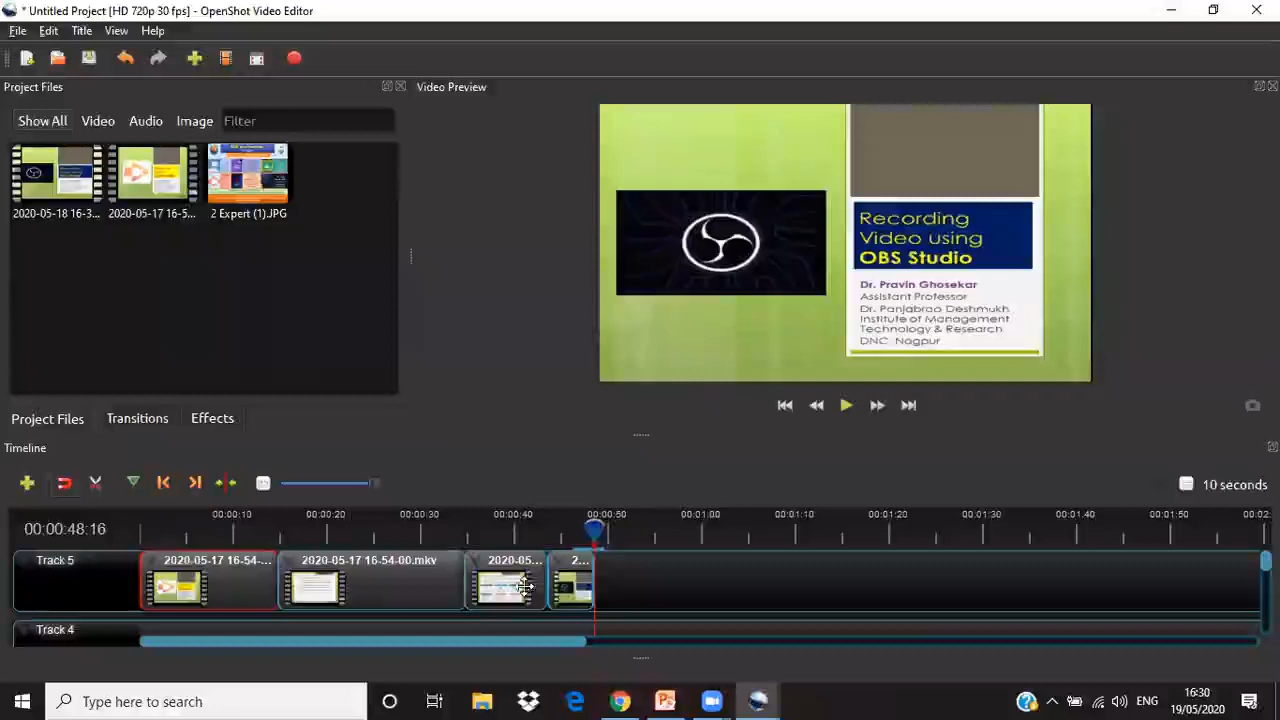 * Untitled Project [HD 720p 30 fps] - OpenShot Video Editor
File Edit Title View Help
Project Files
Video Preview
Show All Video Audio Image Filter
2020-05-18 16-3... 2020-05-17 16-5... 2 Expert (1).JPG
Recording
Video using
OBS Studio
Dr. Pravin Ghosekar
Assistant Professor
Dr. Panjabrao Deshmukh
Institute of Management
Technology & Research
DNC Nagpur
Project Files Transitions Effects
Timeline
10 seconds
00:00:48:16
00:00:10 00:00:20 00:00:30 00:00:40 00:00:50 00:01:00 00:01:10 00:01:20 00:01:30 00:01:40 00:01:50 00:02:
Track 5
2020-05-17 16-54-... 2020-05-17 16-54-00.mkv 2020-05... 2...
Track 4
Type here to search
ENG
16:30
19/05/2020